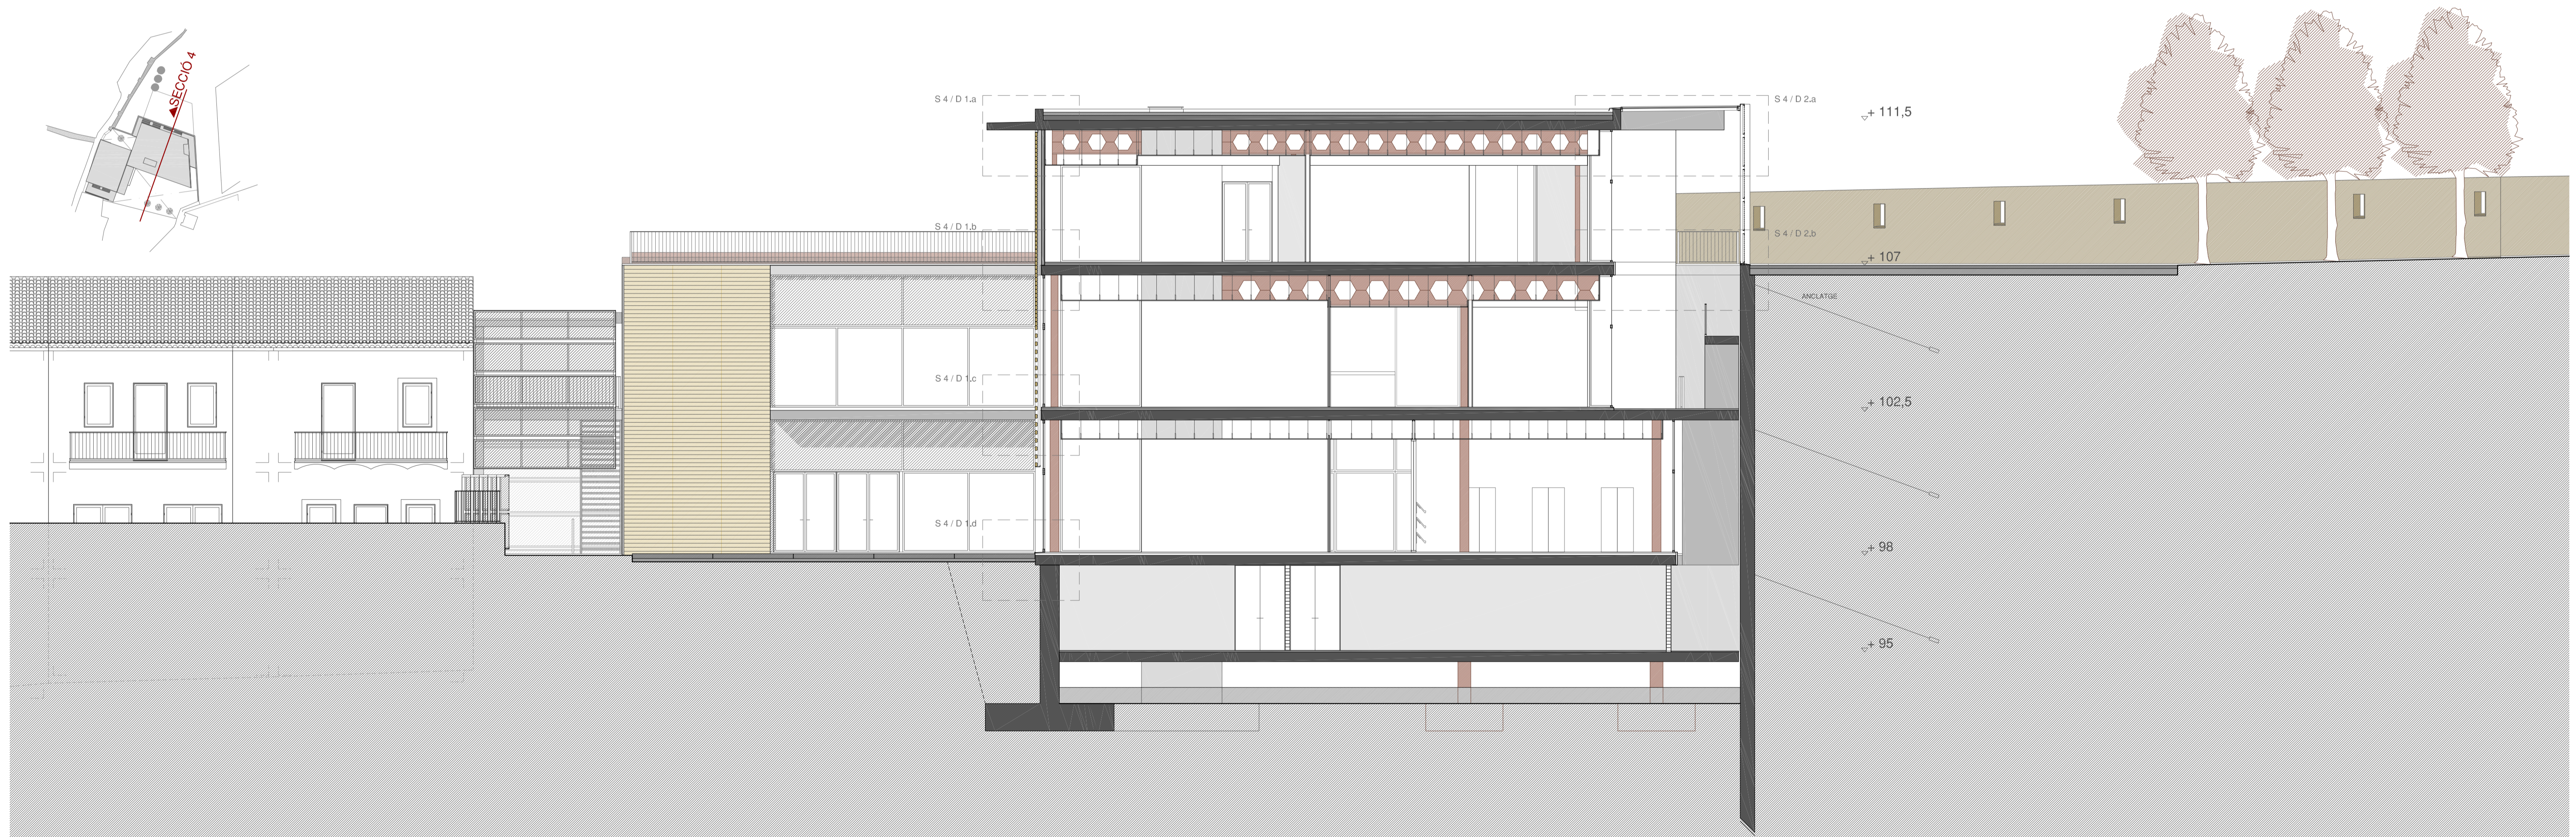 SECCIÓ 4
S 4 / D 1.a
S 4 / D 2.a
+ 111,5
S 4 / D 1.b
S 4 / D 2.b
+ 107
ANCLATGE
S 4 / D 1.c
+ 102,5
S 4 / D 1.d
+ 98
+ 95